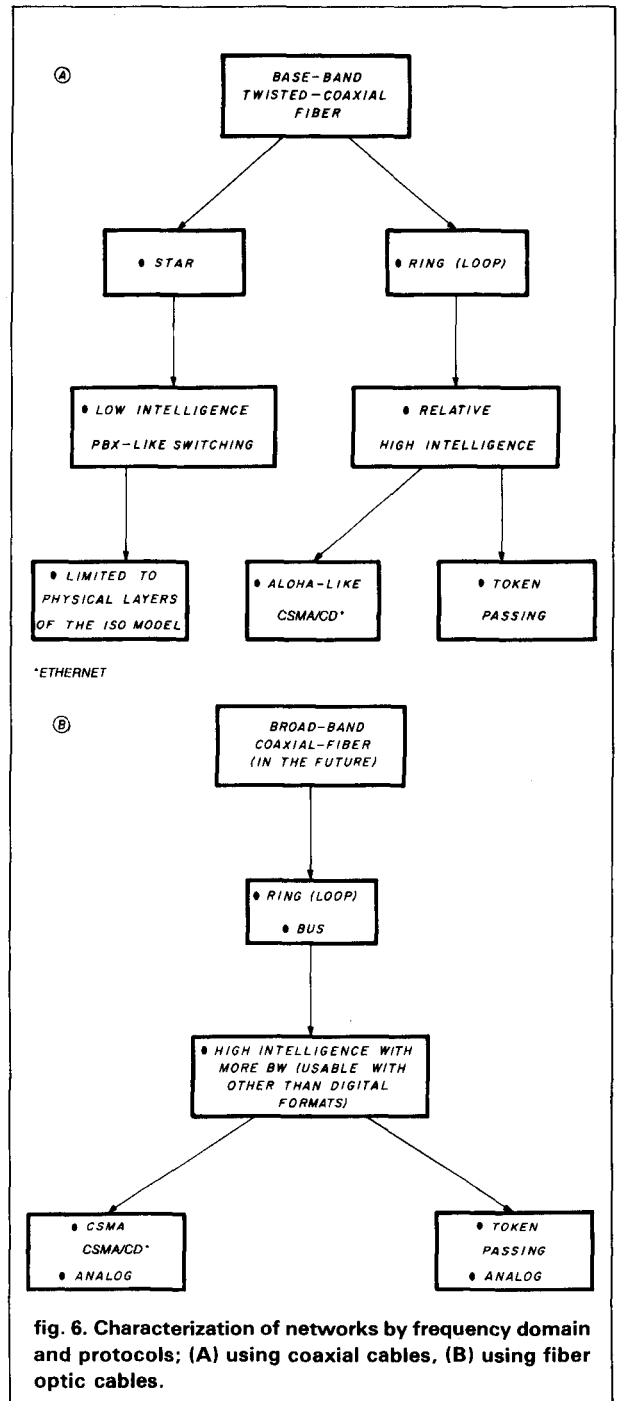 Ⓐ
BASE-BAND
TWISTED-COAXIAL
FIBER
• STAR
• RING (LOOP)
• LOW INTELLIGENCE
PBX-LIKE SWITCHING
• RELATIVE
HIGH INTELLIGENCE
• LIMITED TO
PHYSICAL LAYERS
OF THE ISO MODEL
• ALOHA-LIKE
CSMA/CD*
• TOKEN
PASSING
*ETHERNET
Ⓑ
BROAD-BAND
COAXIAL-FIBER
(IN THE FUTURE)
• RING (LOOP)
• BUS
• HIGH INTELLIGENCE WITH
MORE BW (USABLE WITH
OTHER THAN DIGITAL
FORMATS)
• CSMA
CSMA/CD*
• ANALOG
• TOKEN
PASSING
• ANALOG
fig. 6. Characterization of networks by frequency domain
and protocols; (A) using coaxial cables, (B) using fiber
optic cables.